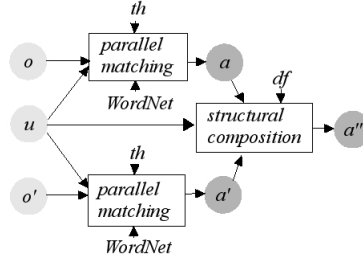 th
o
parallel
matching
a
WordNet
df
u
structural
composition
a"
th
o'
parallel
matching
a'
WordNet